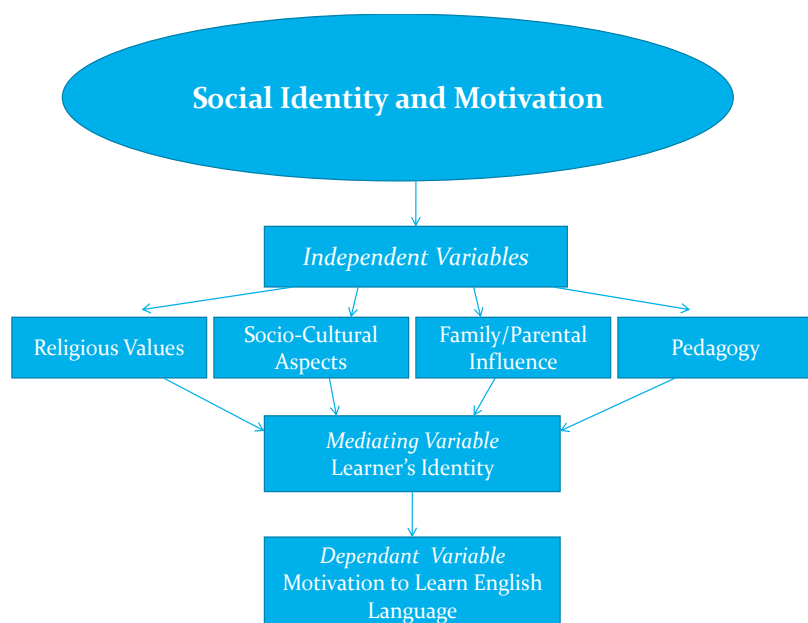 Social Identity and Motivation
Independent Variables
Religious Values
Socio-Cultural
Aspects
Family/Parental
Influence
Pedagogy
Mediating Variable
Learner’s Identity
Dependant Variable
Motivation to Learn English
Language